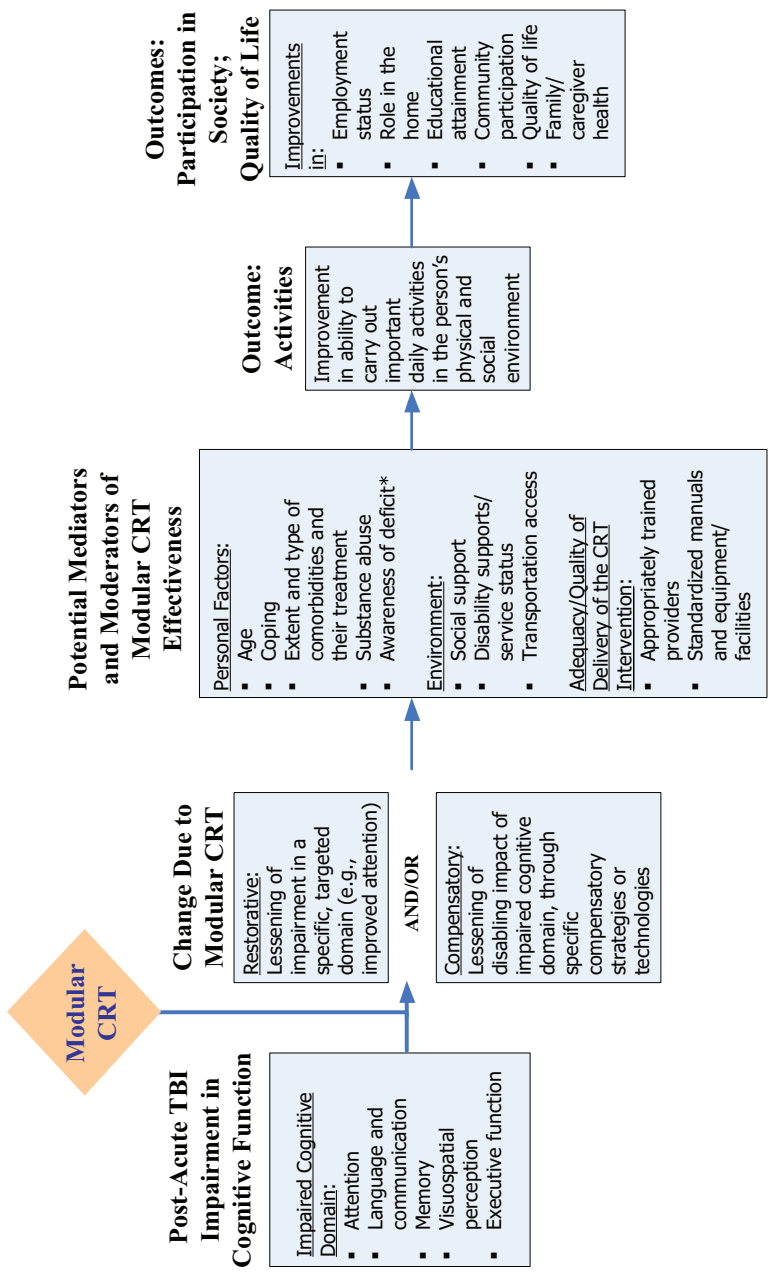 Modular
CRT
Post-Acute TBI
Impairment in
Cognitive Function
Impaired Cognitive
Domain:
▪ Attention
▪ Language and
communication
▪ Memory
▪ Visuospatial
perception
▪ Executive function
Change Due to
Modular CRT
Restorative:
Lessening of
impairment in a
specific, targeted
domain (e.g.,
improved attention)
AND/OR
Compensatory:
Lessening of
disabling impact of
impaired cognitive
domain, through
specific
compensatory
strategies or
technologies
Potential Mediators
and Moderators of
Modular CRT
Effectiveness
Personal Factors:
▪ Age
▪ Coping
▪ Extent and type of
comorbidities and
their treatment
▪ Substance abuse
▪ Awareness of deficit*
Environment:
▪ Social support
▪ Disability supports/
service status
▪ Transportation access
Adequacy/Quality of
Delivery of the CRT
Intervention:
▪ Appropriately trained
providers
▪ Standardized manuals
and equipment/
facilities
Outcome:
Activities
Improvement
in ability to
carry out
important
daily activities
in the person’s
physical and
social
environment
Outcomes:
Participation in
Society;
Quality of Life
Improvements
in:
▪ Employment
status
▪ Role in the
home
▪ Educational
attainment
▪ Community
participation
▪ Quality of life
▪ Family/
caregiver
health